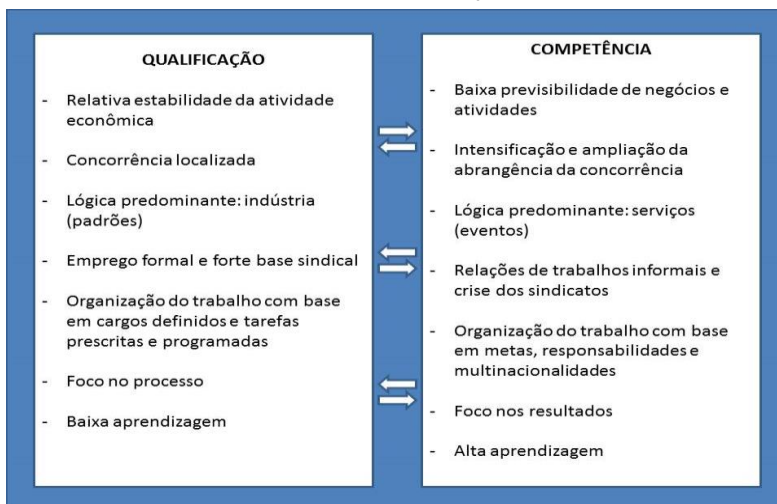 QUALIFICAÇÃO
- Relativa estabilidade da atividade
econômica
- Concorrência localizada
- Lógica predominante: indústria
(padrões)
- Emprego formal e forte base sindical
- Organização do trabalho com base
em cargos definidos e tarefas
prescritas e programadas
- Foco no processo
- Baixa aprendizagem
COMPETÊNCIA
- Baixa previsibilidade de negócios e
atividades
- Intensificação e ampliação da
abrangência da concorrência
- Lógica predominante: serviços
(eventos)
- Relações de trabalhos informais e
crise dos sindicatos
- Organização do trabalho com base
em metas, responsabilidades e
multinacionalidades
- Foco nos resultados
- Alta aprendizagem